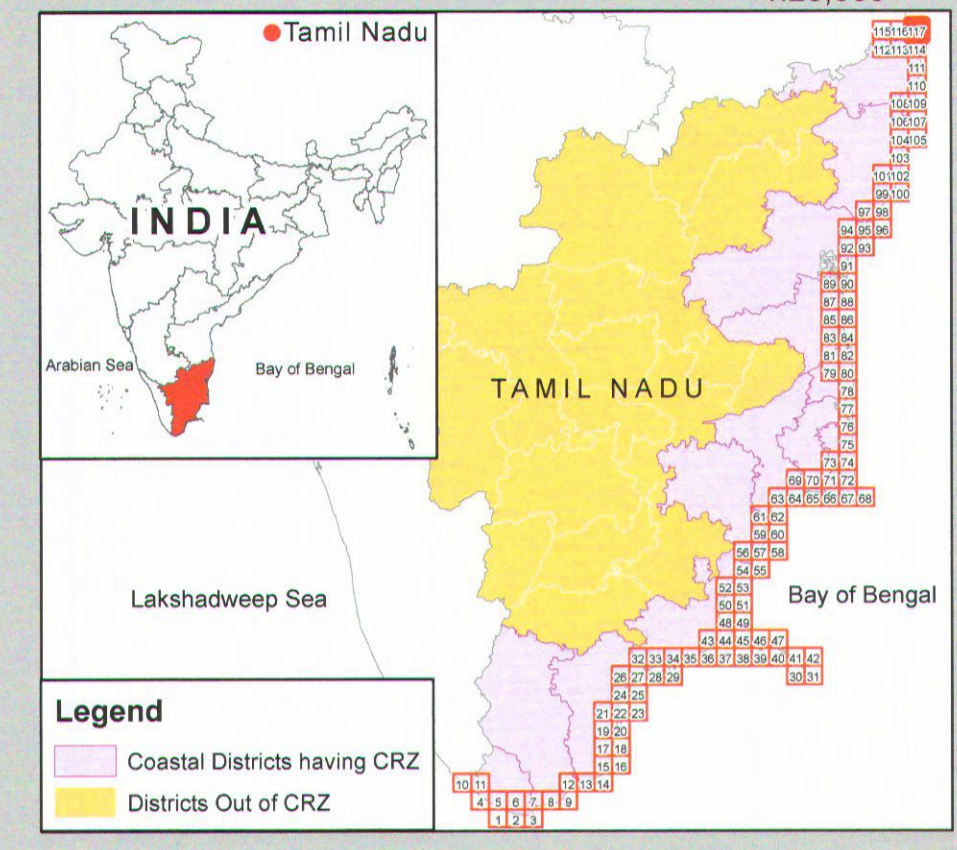 Tamil Nadu
INDIA
Arabian Sea
Bay of Bengal
TAMIL NADU
Lakshadweep Sea
Bay of Bengal
Legend
Coastal Districts having CRZ
Districts Out of CRZ
115 116 117
112 113 114
111
110
108 109
106 107
104 105
103
101 102
99 100
97 98
94 95 96
92 93
91
89 90
87 88
85 86
83 84
81 82
79 80
78
77
76
75
73 74
69 70 71 72
63 64 65 66 67 68
61 62
59 60
56 57 58
54 55
52 53
50 51
48 49
43 44 45 46 47
32 33 34 35 36 37 38 39 40 41 42
26 27 28 29 30 31
24 25
21 22 23
19 20
17 18
15 16
10 11 12 13 14
4 5 6 7 8 9
1 2 3